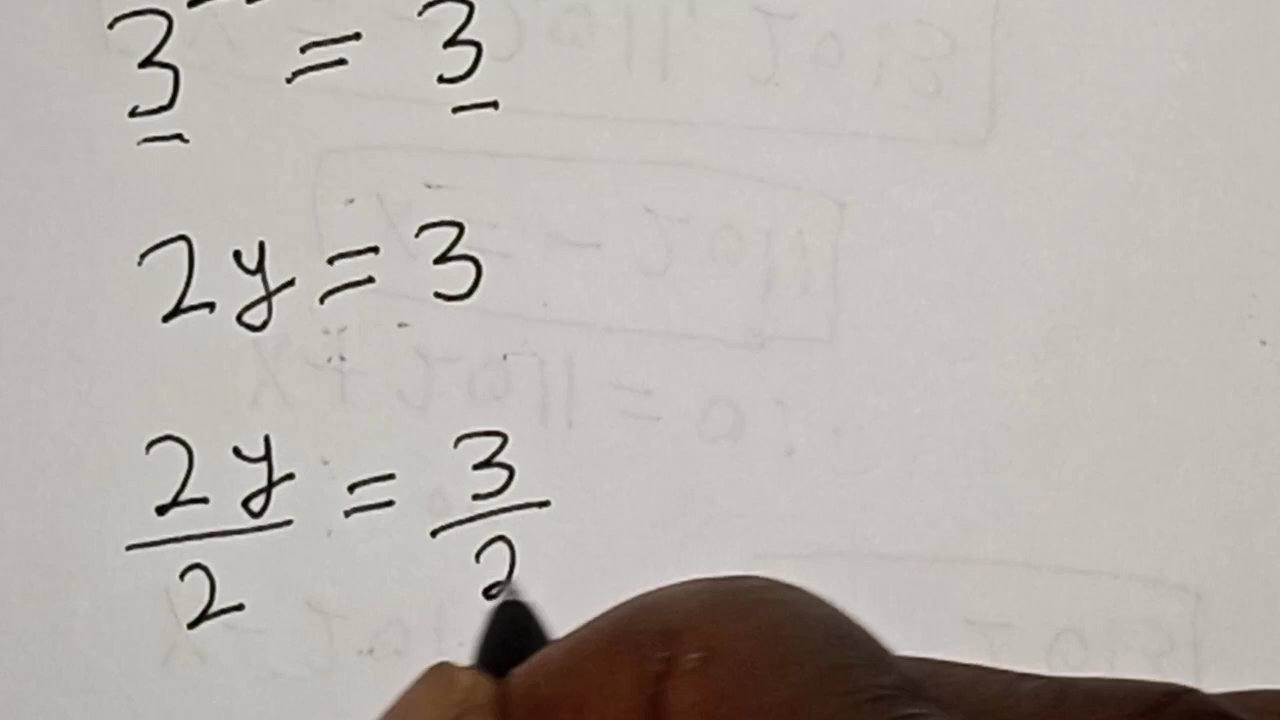 3 = 3
2y = 3
2y/2 = 3/2